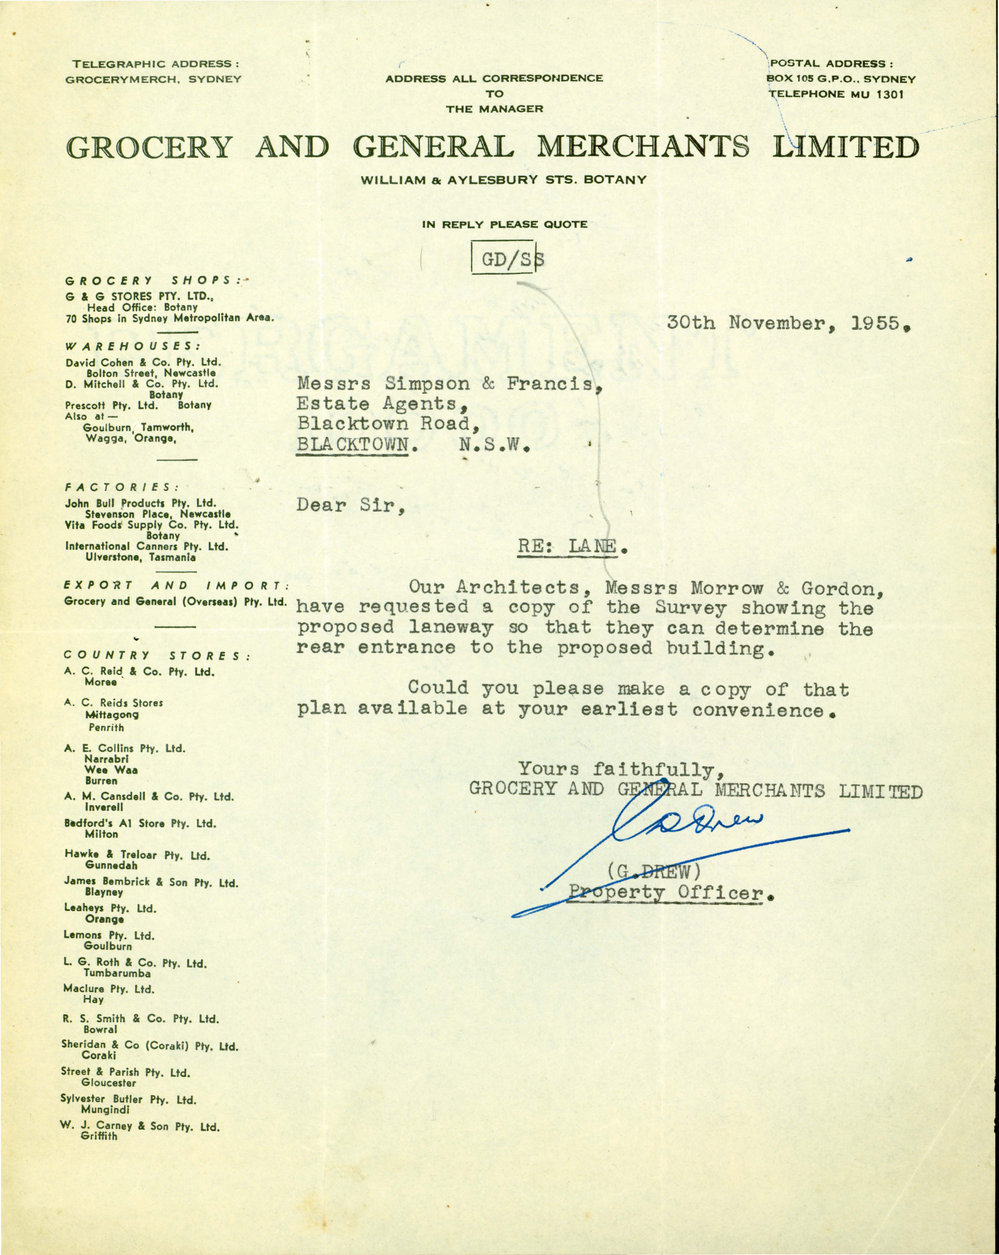 TELEGRAPHIC ADDRESS :
GROCERYMERCH, SYDNEY
ADDRESS ALL CORRESPONDENCE
TO
THE MANAGER
POSTAL ADDRESS :
BOX 105 G.P.O., SYDNEY
TELEPHONE MU 1301
GROCERY AND GENERAL MERCHANTS LIMITED
WILLIAM & AYLESBURY STS. BOTANY
IN REPLY PLEASE QUOTE
GD/SS
GROCERY SHOPS:-
G & G STORES PTY. LTD.,
Head Office: Botany
70 Shops in Sydney Metropolitan Area.
WAREHOUSES:
David Cohen & Co. Pty. Ltd.
Bolton Street, Newcastle
D. Mitchell & Co. Pty. Ltd.
Botany
Prescott Pty. Ltd. Botany
Also at —
Goulburn, Tamworth,
Wagga, Orange,
FACTORIES:
John Bull Products Pty. Ltd.
Stevenson Place, Newcastle
Vita Foods Supply Co. Pty. Ltd.
Botany
International Canners Pty. Ltd.
Ulverstone, Tasmania
EXPORT AND IMPORT:
Grocery and General (Overseas) Pty. Ltd.
COUNTRY STORES:
A. C. Reid & Co. Pty. Ltd.
Moree
A. C. Reids Stores
Mittagong
Penrith
A. E. Collins Pty. Ltd.
Narrabri
Wee Waa
Burren
A. M. Cansdell & Co. Pty. Ltd.
Inverell
Bedford's A1 Store Pty. Ltd.
Milton
Hawke & Treloar Pty. Ltd.
Gunnedah
James Bembrick & Son Pty. Ltd.
Blayney
Leaheys Pty. Ltd.
Orange
Lemons Pty. Ltd.
Goulburn
L. G. Roth & Co. Pty. Ltd.
Tumbarumba
Maclure Pty. Ltd.
Hay
R. S. Smith & Co. Pty. Ltd.
Bowral
Sheridan & Co (Coraki) Pty. Ltd.
Coraki
Street & Parish Pty. Ltd.
Gloucester
Sylvester Butler Pty. Ltd.
Mungindi
W. J. Carney & Son Pty. Ltd.
Griffith
30th November, 1955.
Messrs Simpson & Francis,
Estate Agents,
Blacktown Road,
BLACKTOWN. N.S.W.
Dear Sir,
RE: LANE.
Our Architects, Messrs Morrow & Gordon,
have requested a copy of the Survey showing the
proposed laneway so that they can determine the
rear entrance to the proposed building.
Could you please make a copy of that
plan available at your earliest convenience.
Yours faithfully,
GROCERY AND GENERAL MERCHANTS LIMITED
G Drew
(G.DREW)
Property Officer.